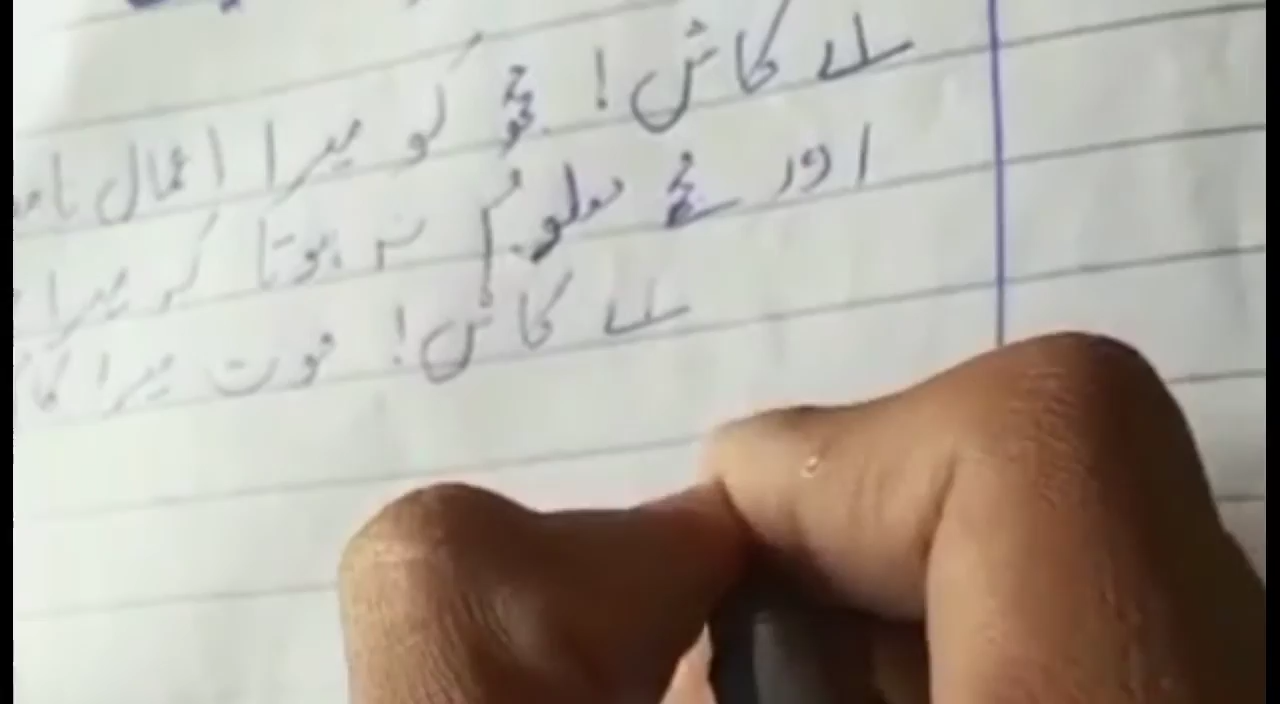 اے کاش! مجھ کو میرا اعمال نامہ
اور مجھے معلوم نہ ہوتا کہ میرا
اے کاش! موت میرا کام